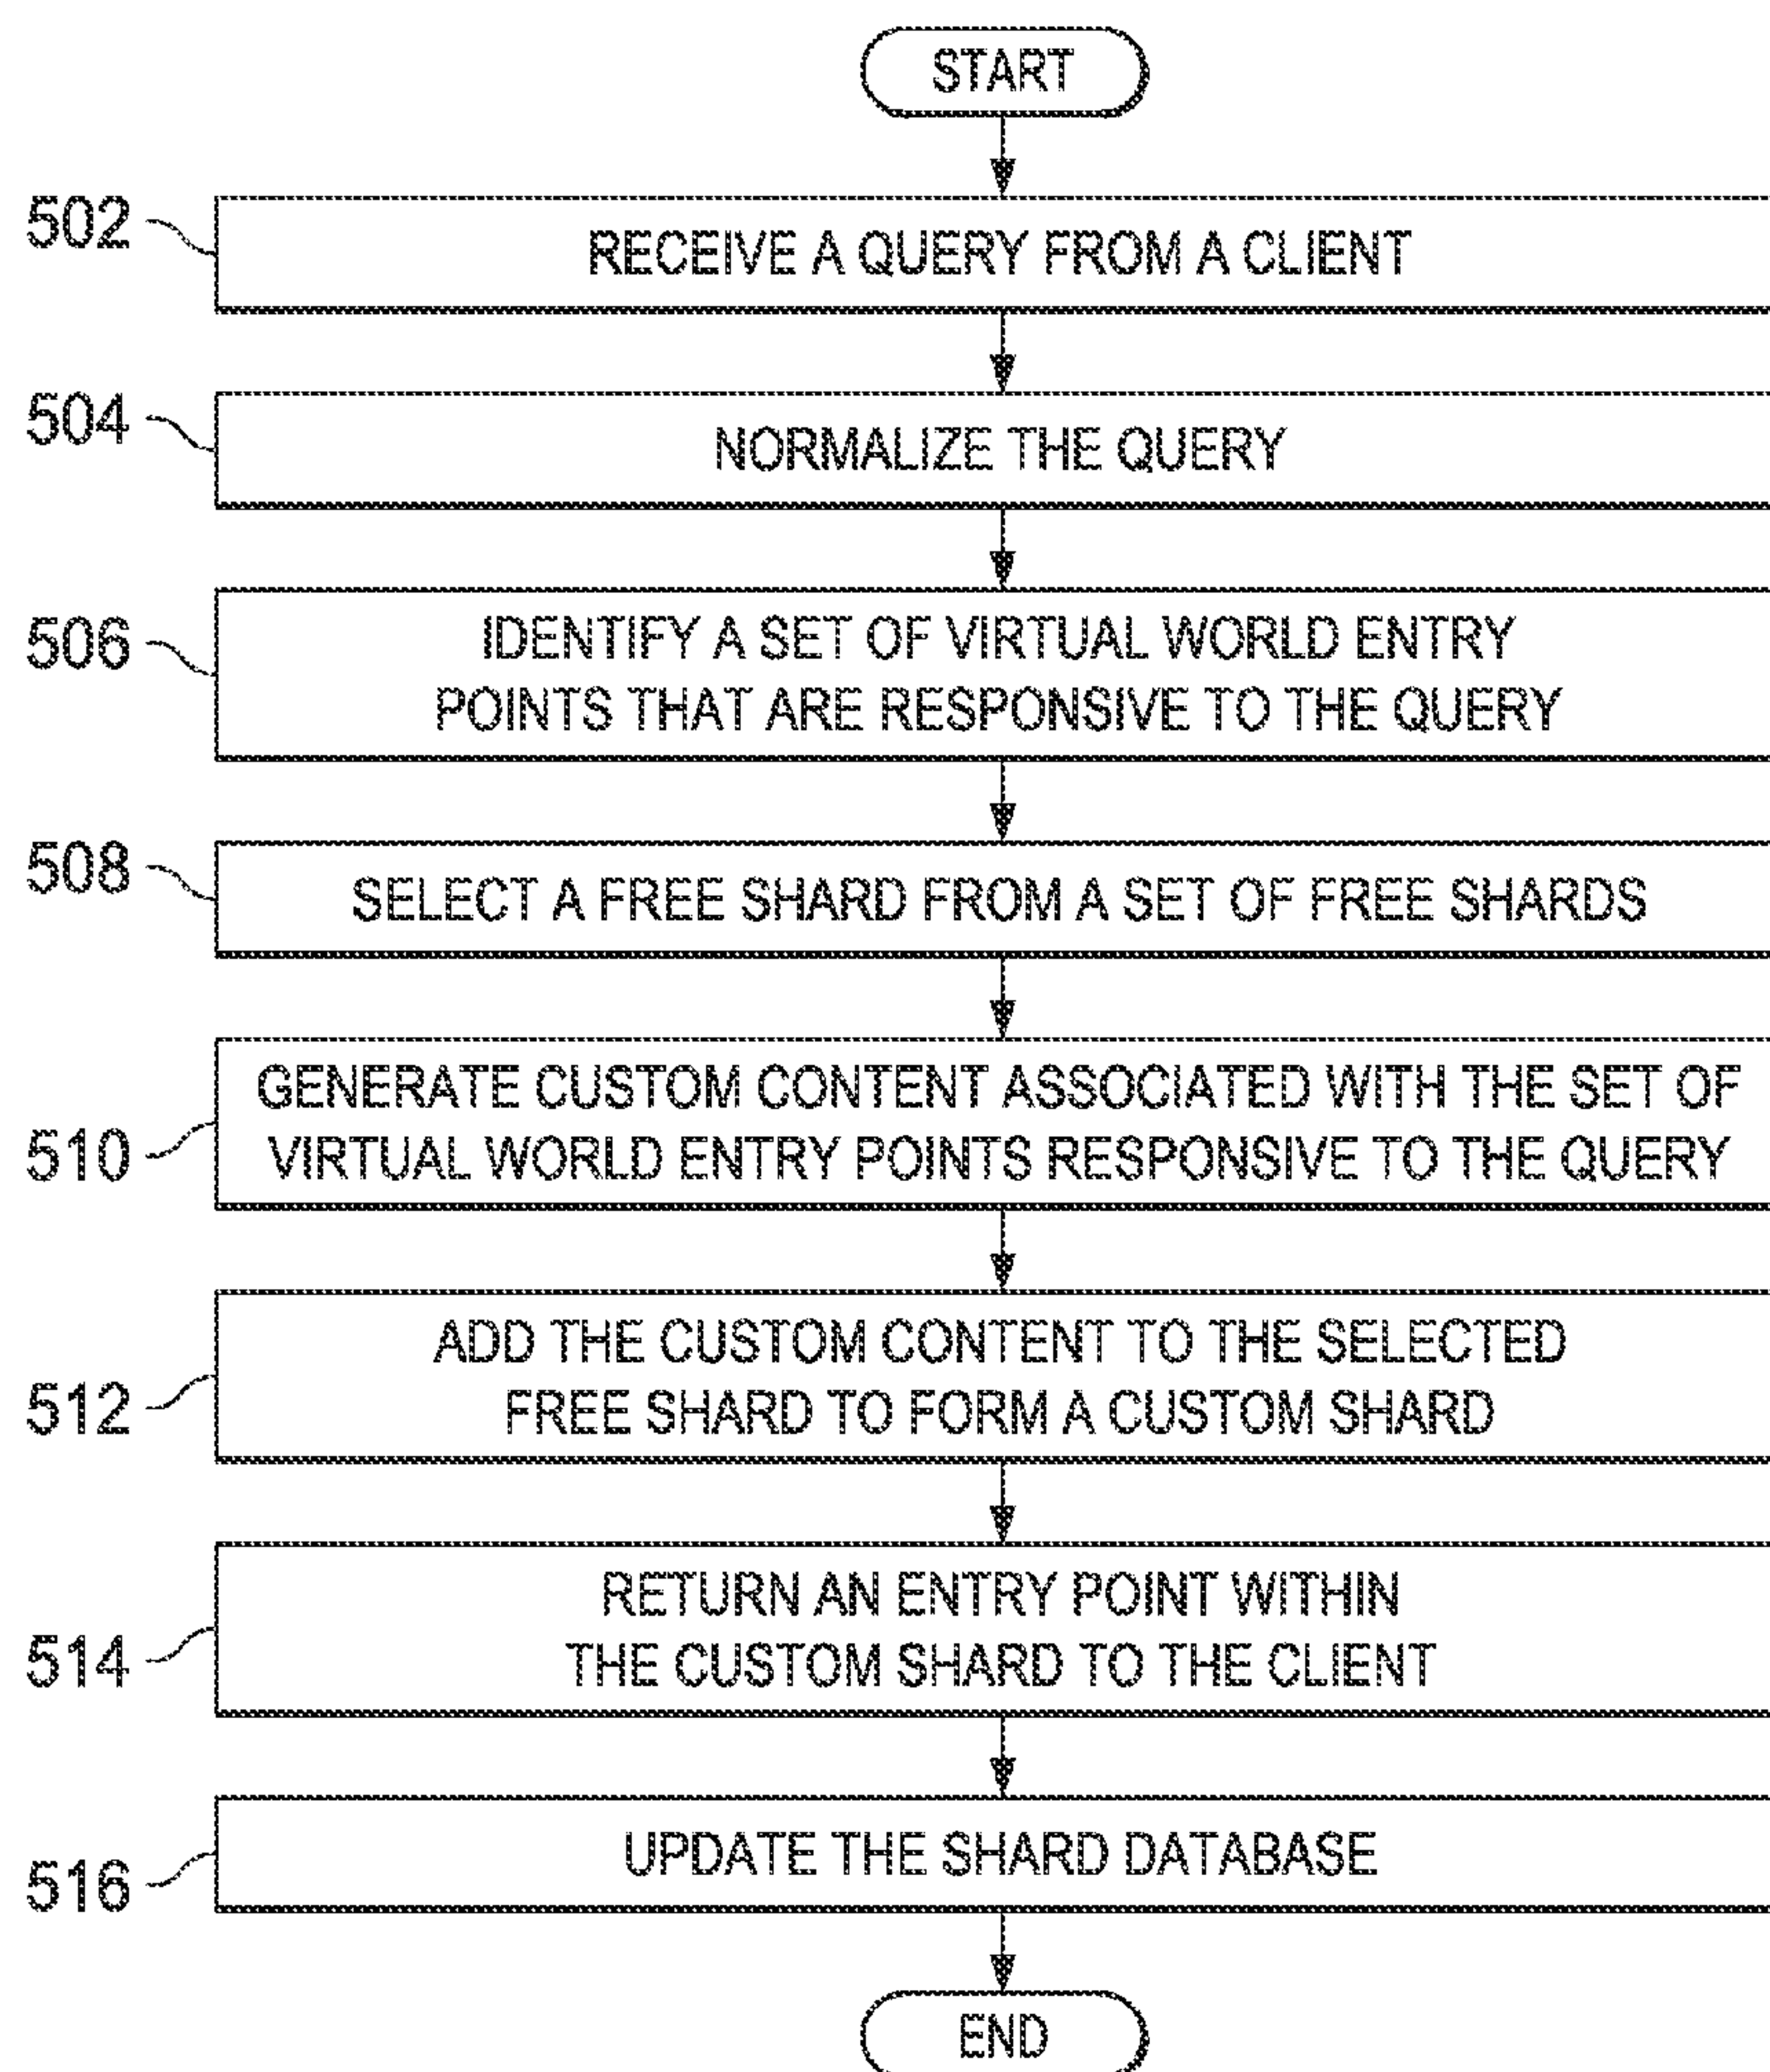 START
502
RECEIVE A QUERY FROM A CLIENT
504
NORMALIZE THE QUERY
506
IDENTIFY A SET OF VIRTUAL WORLD ENTRY
POINTS THAT ARE RESPONSIVE TO THE QUERY
508
SELECT A FREE SHARD FROM A SET OF FREE SHARDS
510
GENERATE CUSTOM CONTENT ASSOCIATED WITH THE SET OF
VIRTUAL WORLD ENTRY POINTS RESPONSIVE TO THE QUERY
512
ADD THE CUSTOM CONTENT TO THE SELECTED
FREE SHARD TO FORM A CUSTOM SHARD
514
RETURN AN ENTRY POINT WITHIN
THE CUSTOM SHARD TO THE CLIENT
516
UPDATE THE SHARD DATABASE
END